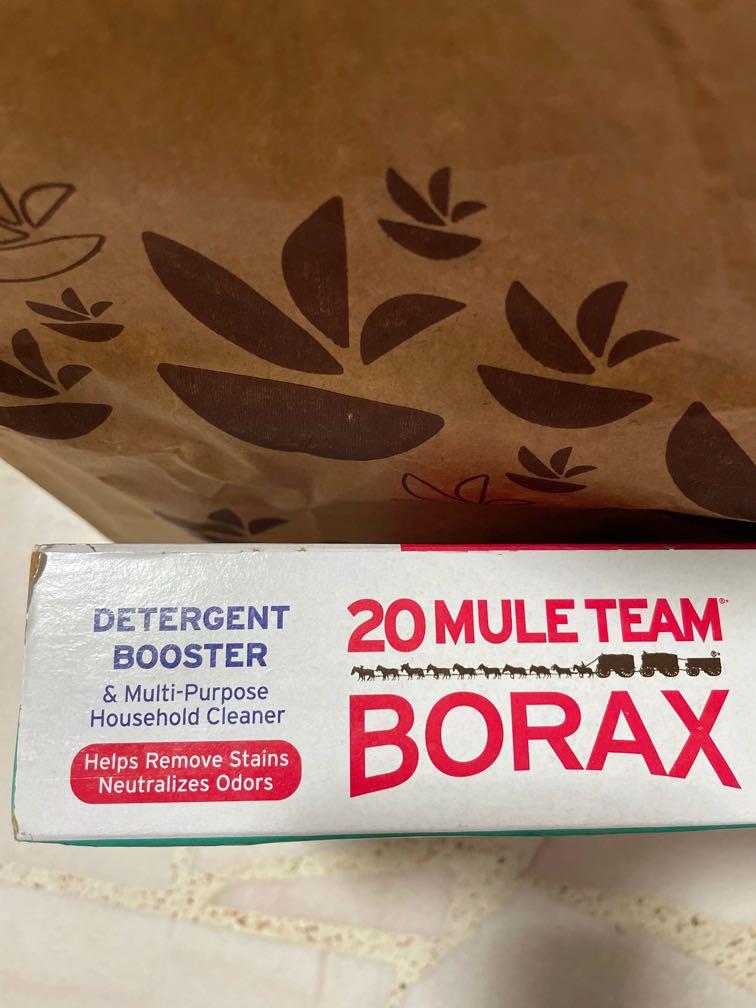 DETERGENT
BOOSTER
& Multi-Purpose
Household Cleaner
Helps Remove Stains
Neutralizes Odors
20 MULE TEAM®
®
BORAX